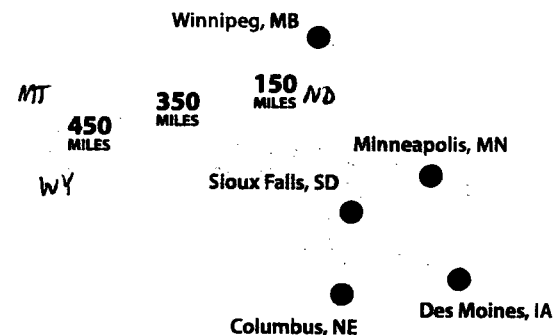 Winnipeg, MB
150
MILES
ND
350
MILES
MT
450
MILES
WY
Minneapolis, MN
Sioux Falls, SD
Des Moines, IA
Columbus, NE